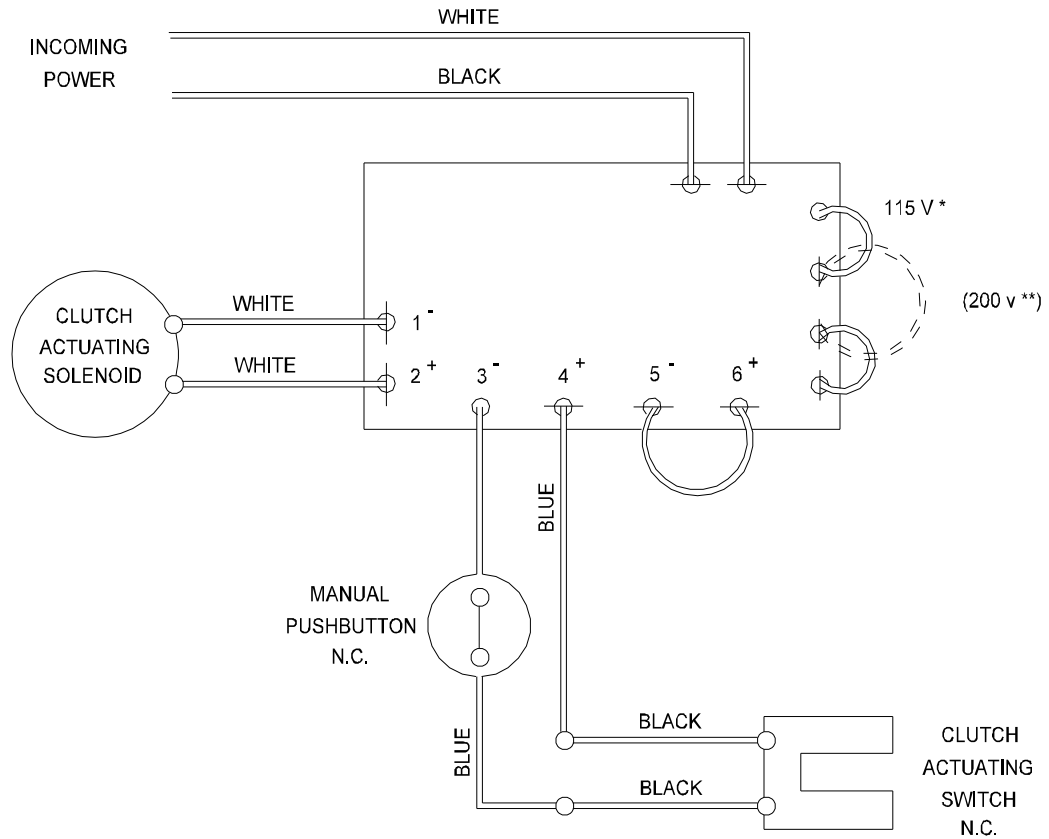 WHITE
INCOMING
POWER
BLACK
115 V *
(200 v **)
WHITE
CLUTCH
ACTUATING
SOLENOID
WHITE
1 -
2 +
3 -
4 +
5 -
6 +
BLUE
MANUAL
PUSHBUTTON
N.C.
BLUE
BLACK
BLACK
CLUTCH
ACTUATING
SWITCH
N.C.